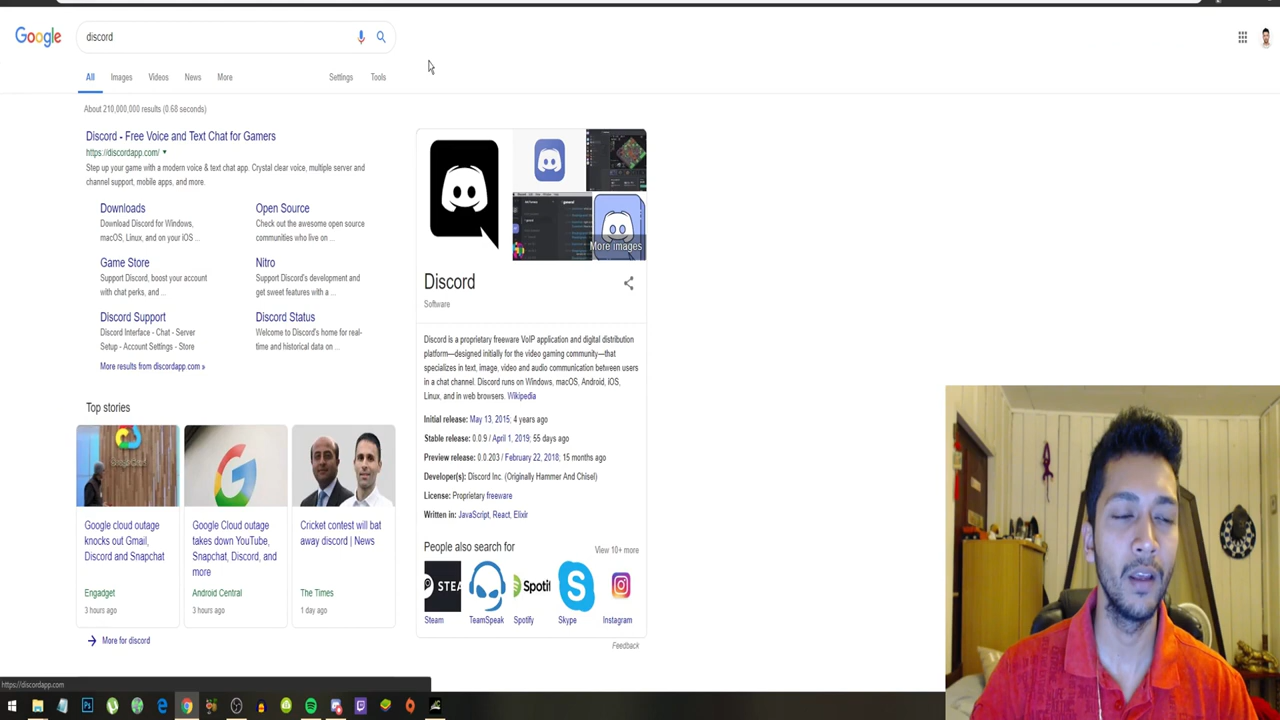 Google
discord
All
Images
Videos
News
More
Settings
Tools
About 210,000,000 results (0.68 seconds)
Discord - Free Voice and Text Chat for Gamers
https://discordapp.com/
Step up your game with a modern voice & text chat app. Crystal clear voice, multiple server and
channel support, mobile apps, and more.
Downloads
Download Discord for Windows,
macOS, Linux, and on your iOS ...
Open Source
Check out the awesome open source
communities who live on ...
Game Store
Support Discord, boost your account
with chat perks, and ...
Nitro
Support Discord's development and
get sweet features with a ...
Discord Support
Discord Interface - Chat - Server
Setup - Account Settings - Store
Discord Status
Welcome to Discord's home for real-
time and historical data on ...
More results from discordapp.com »
Top stories
Google cloud outage
knocks out Gmail,
Discord and Snapchat
Engadget
3 hours ago
Google Cloud outage
takes down YouTube,
Snapchat, Discord, and
more
Android Central
3 hours ago
Cricket contest will bat
away discord | News
The Times
1 day ago
More for discord
More images
Discord
Software
Discord is a proprietary freeware VoIP application and digital distribution
platform—designed initially for the video gaming community—that
specializes in text, image, video and audio communication between users
in a chat channel. Discord runs on Windows, macOS, Android, iOS,
Linux, and in web browsers. Wikipedia
Initial release: May 13, 2015; 4 years ago
Stable release: 0.0.9 / April 1, 2019; 55 days ago
Preview release: 0.0.203 / February 22, 2018; 15 months ago
Developer(s): Discord Inc. (Originally Hammer And Chisel)
License: Proprietary freeware
Written in: JavaScript, React, Elixir
People also search for
View 10+ more
STEA
Spotif
Steam
TeamSpeak
Spotify
Skype
Instagram
Feedback
https://discordapp.com